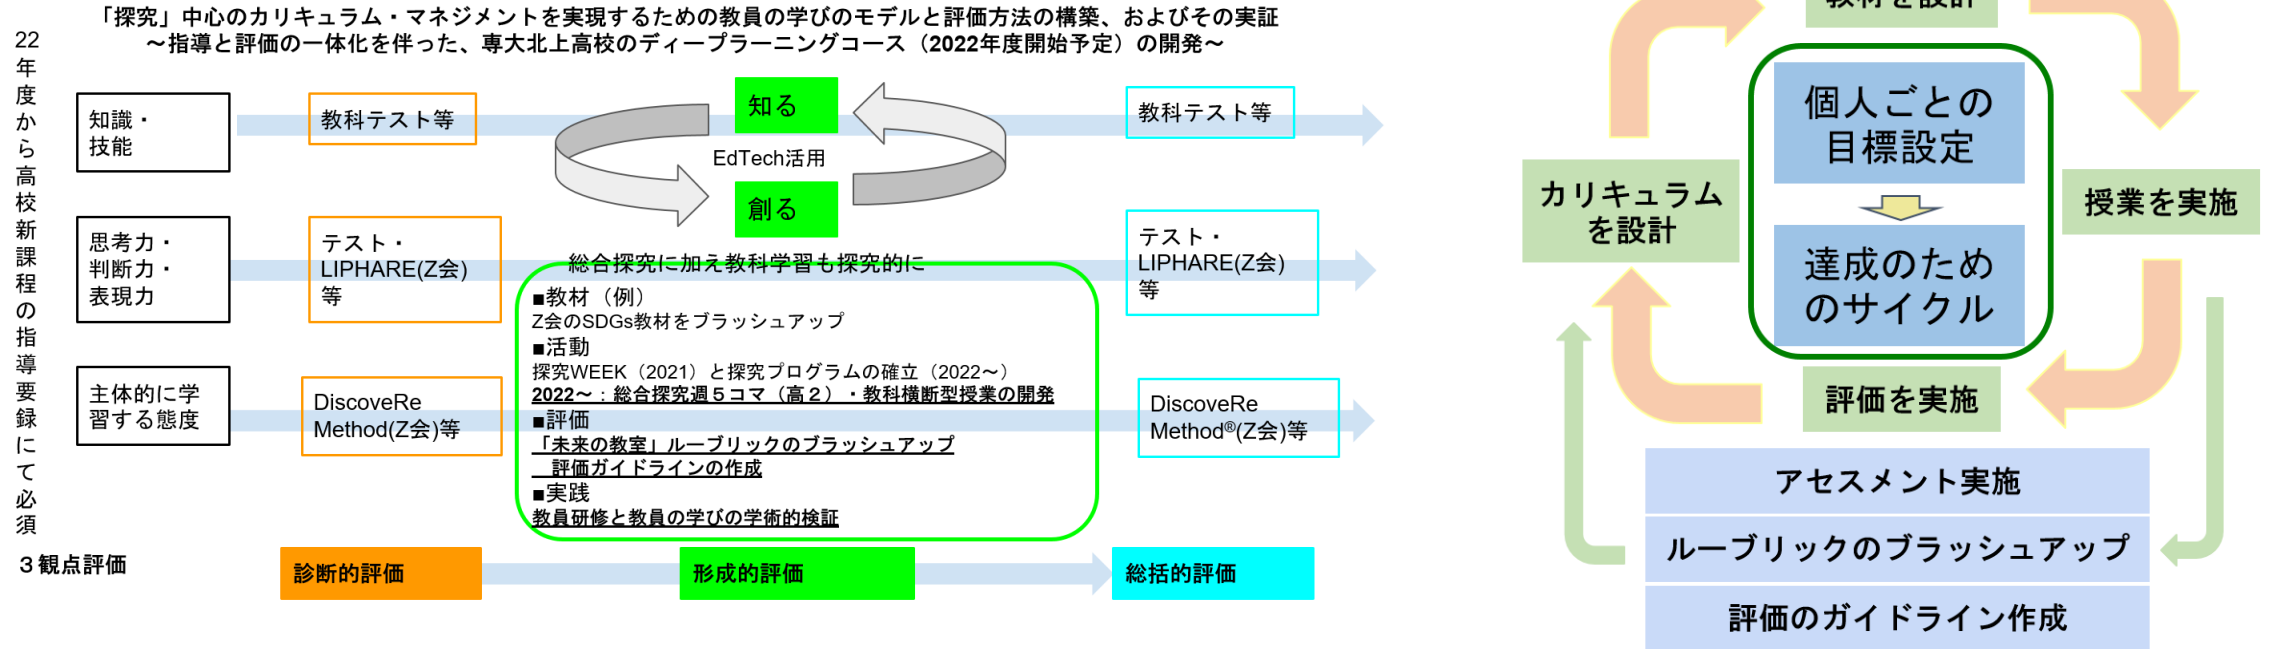 「探究」中心のカリキュラム・マネジメントを実現するための教員の学びのモデルと評価方法の構築、およびその実証
～指導と評価の一体化を伴った、専大北上高校のディープラーニングコース（2022年度開始予定）の開発～
22年度から高校新課程の指導要録にて必須
知識・
技能
教科テスト等
知る
EdTech活用
創る
教科テスト等
思考力・
判断力・
表現力
テスト・
LIPHARE(Z会)
等
テスト・
LIPHARE(Z会)
等
総合探究に加え教科学習も探究的に
■教材（例）
Z会のSDGs教材をブラッシュアップ
■活動
探究WEEK（2021）と探究プログラムの確立（2022～）
2022～：総合探究週５コマ（高２）・教科横断型授業の開発
■評価
「未来の教室」ルーブリックのブラッシュアップ
評価ガイドラインの作成
■実践
教員研修と教員の学びの学術的検証
主体的に学
習する態度
DiscoveRe
Method(Z会)等
DiscoveRe
Method®(Z会)等
３観点評価
診断的評価
形成的評価
総括的評価
教材を設計
個人ごとの
目標設定
達成のため
のサイクル
カリキュラム
を設計
授業を実施
評価を実施
アセスメント実施
ルーブリックのブラッシュアップ
評価のガイドライン作成